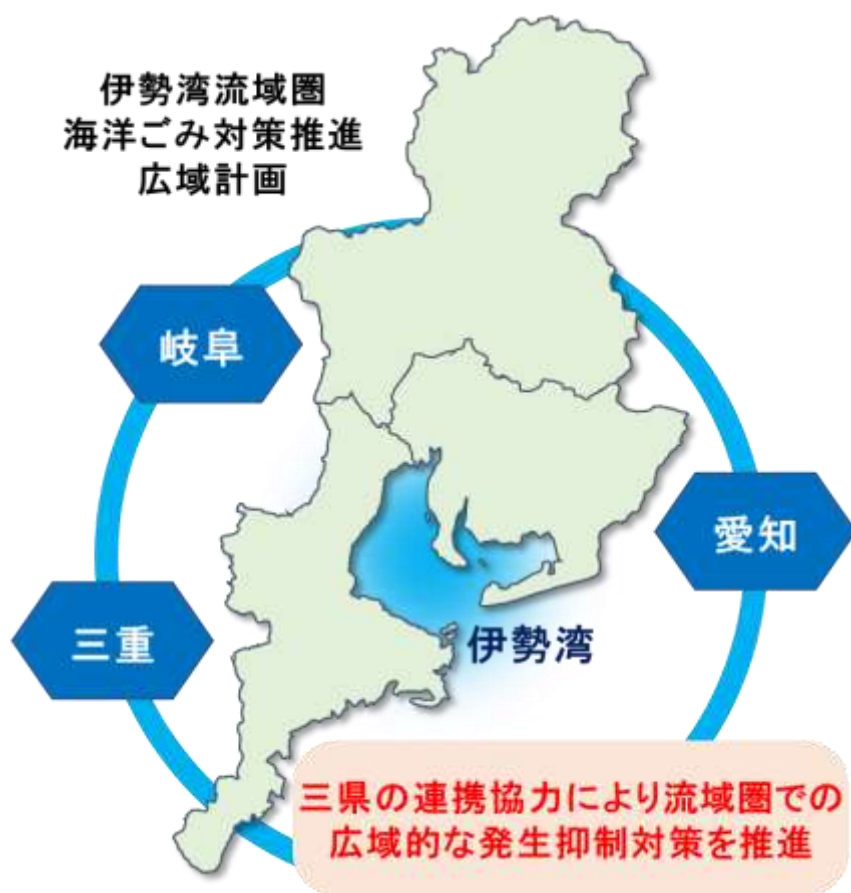 伊勢湾流域圏
海洋ごみ対策推進
広域計画
岐阜
愛知
三重
伊勢湾
三県の連携協力により流域圏での
広域的な発生抑制対策を推進